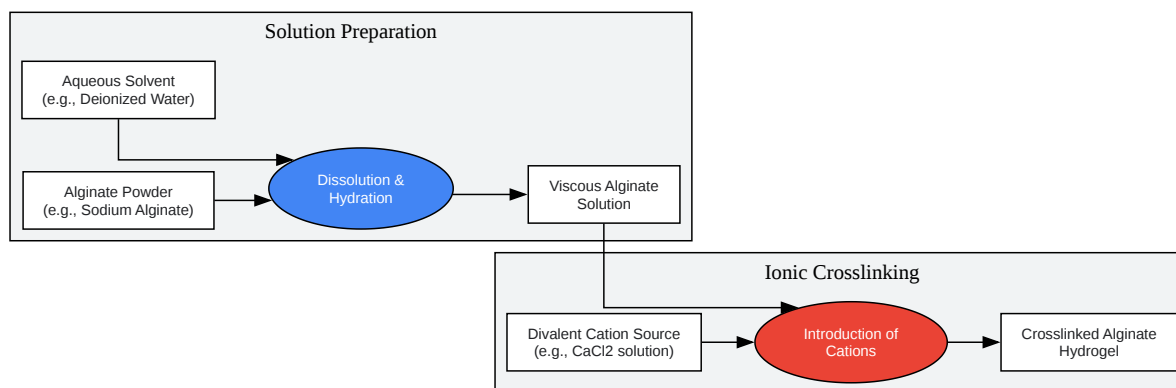 Solution Preparation
Aqueous Solvent
(e.g., Deionized Water)
Alginate Powder
(e.g., Sodium Alginate)
Dissolution &
Hydration
Viscous Alginate
Solution
Ionic Crosslinking
Divalent Cation Source
(e.g., CaCl2 solution)
Introduction of
Cations
Crosslinked Alginate
Hydrogel